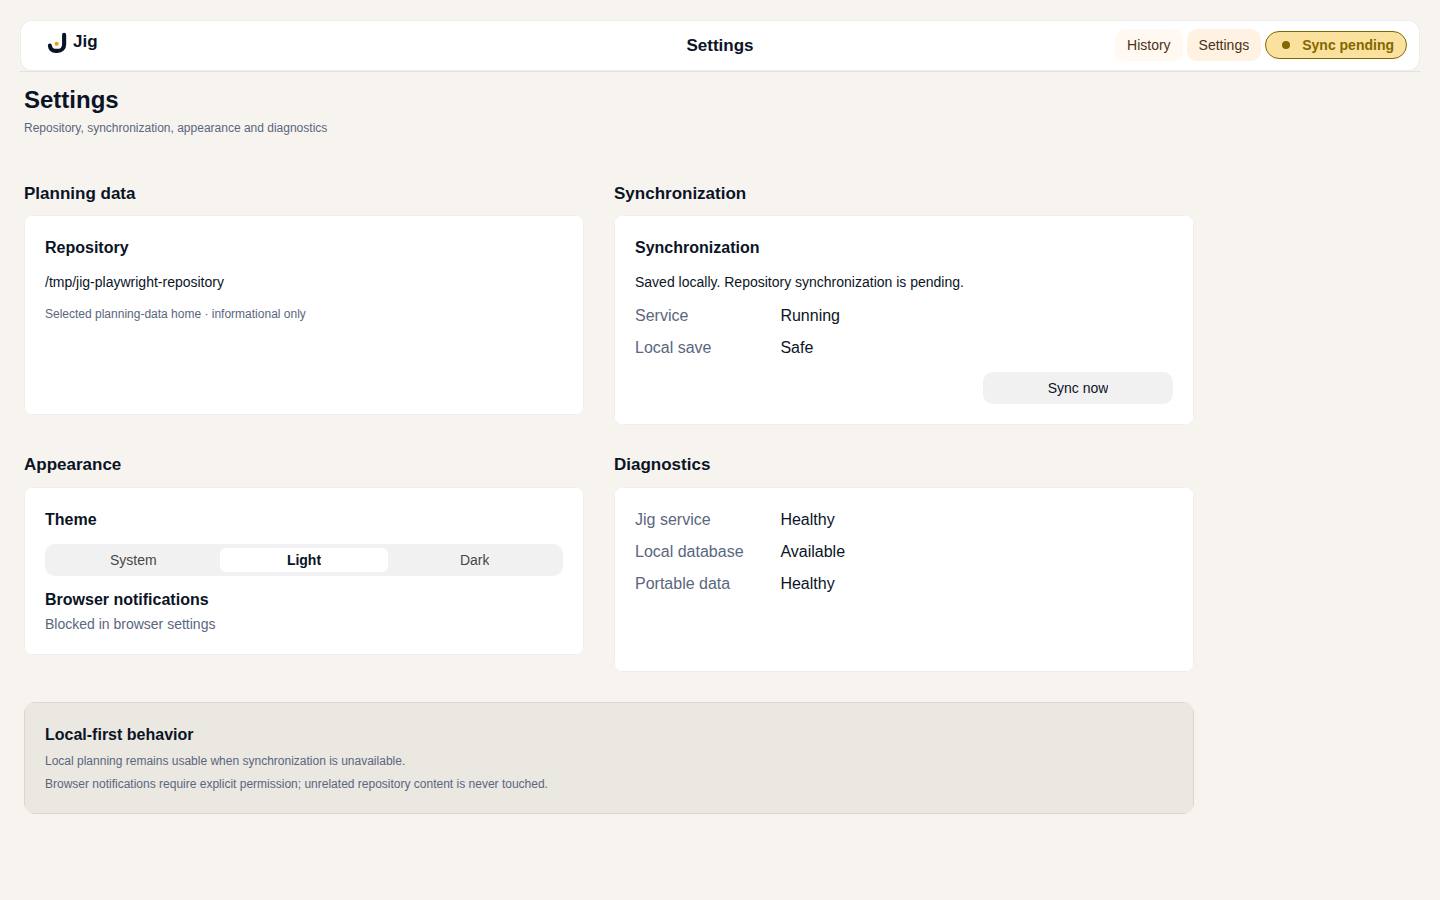 Jig
Settings
History
Settings
Sync pending
Settings
Repository, synchronization, appearance and diagnostics
Planning data
Repository
/tmp/jig-playwright-repository
Selected planning-data home · informational only
Synchronization
Synchronization
Saved locally. Repository synchronization is pending.
Service Running
Local save Safe
Sync now
Appearance
Theme
System Light Dark
Browser notifications
Blocked in browser settings
Diagnostics
Jig service Healthy
Local database Available
Portable data Healthy
Local-first behavior
Local planning remains usable when synchronization is unavailable.
Browser notifications require explicit permission; unrelated repository content is never touched.